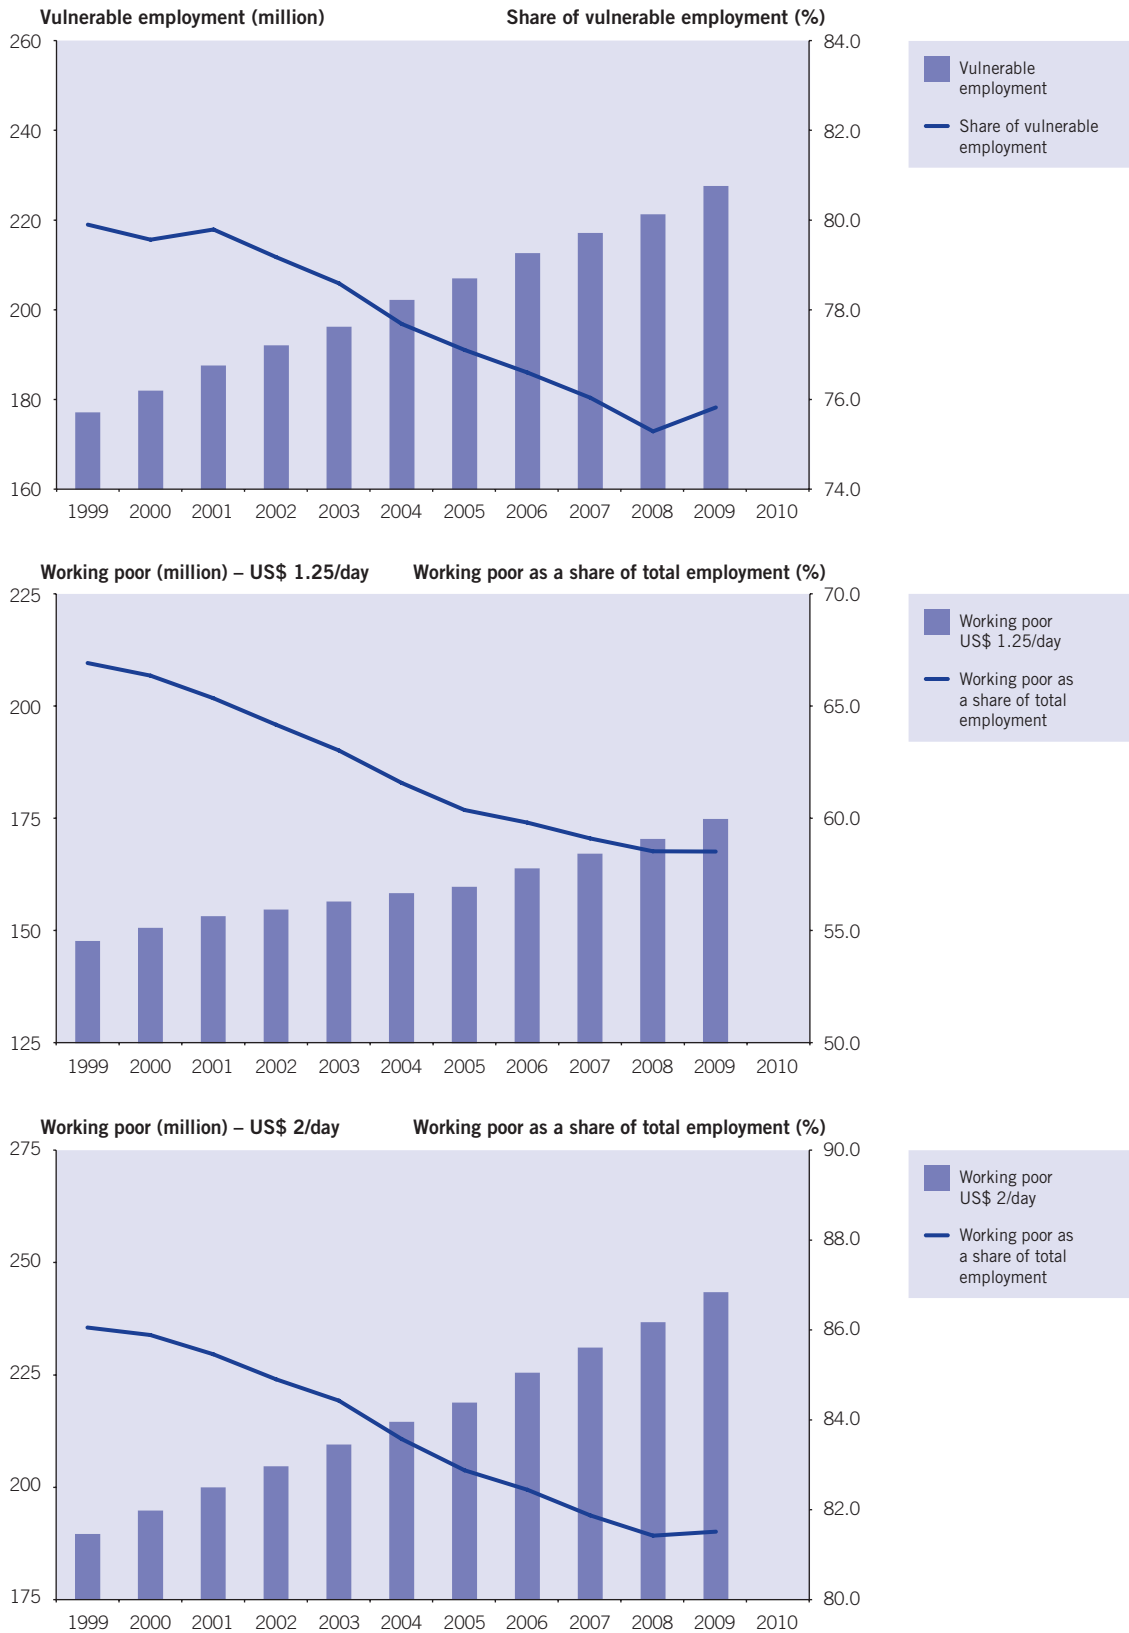 Vulnerable employment (million)
Share of vulnerable employment (%)
260
240
220
200
180
160
84.0
82.0
80.0
78.0
76.0
74.0
1999 2000 2001 2002 2003 2004 2005 2006 2007 2008 2009 2010
Vulnerable
employment
Share of vulnerable
employment
Working poor (million) – US$ 1.25/day
Working poor as a share of total employment (%)
225
200
175
150
125
70.0
65.0
60.0
55.0
50.0
1999 2000 2001 2002 2003 2004 2005 2006 2007 2008 2009 2010
Working poor
US$ 1.25/day
Working poor as
a share of total
employment
Working poor (million) – US$ 2/day
Working poor as a share of total employment (%)
275
250
225
200
175
90.0
88.0
86.0
84.0
82.0
80.0
1999 2000 2001 2002 2003 2004 2005 2006 2007 2008 2009 2010
Working poor
US$ 2/day
Working poor as
a share of total
employment